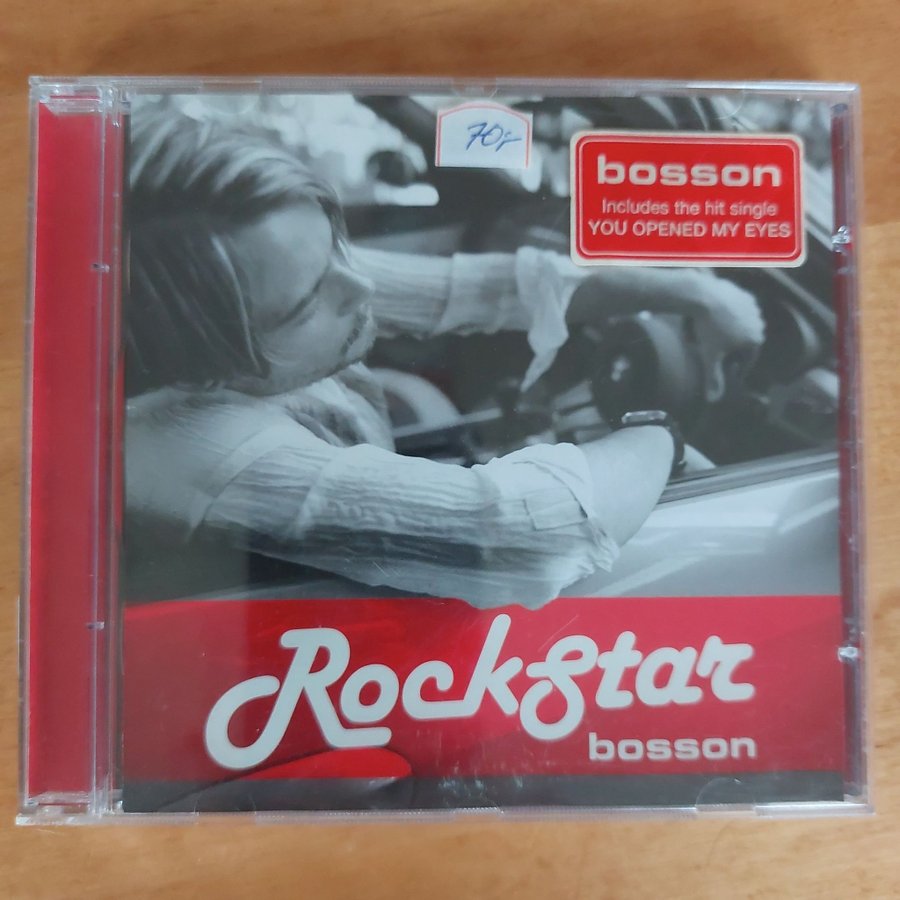 70:-
bosson
Includes the hit single
YOU OPENED MY EYES
RockStar
bosson